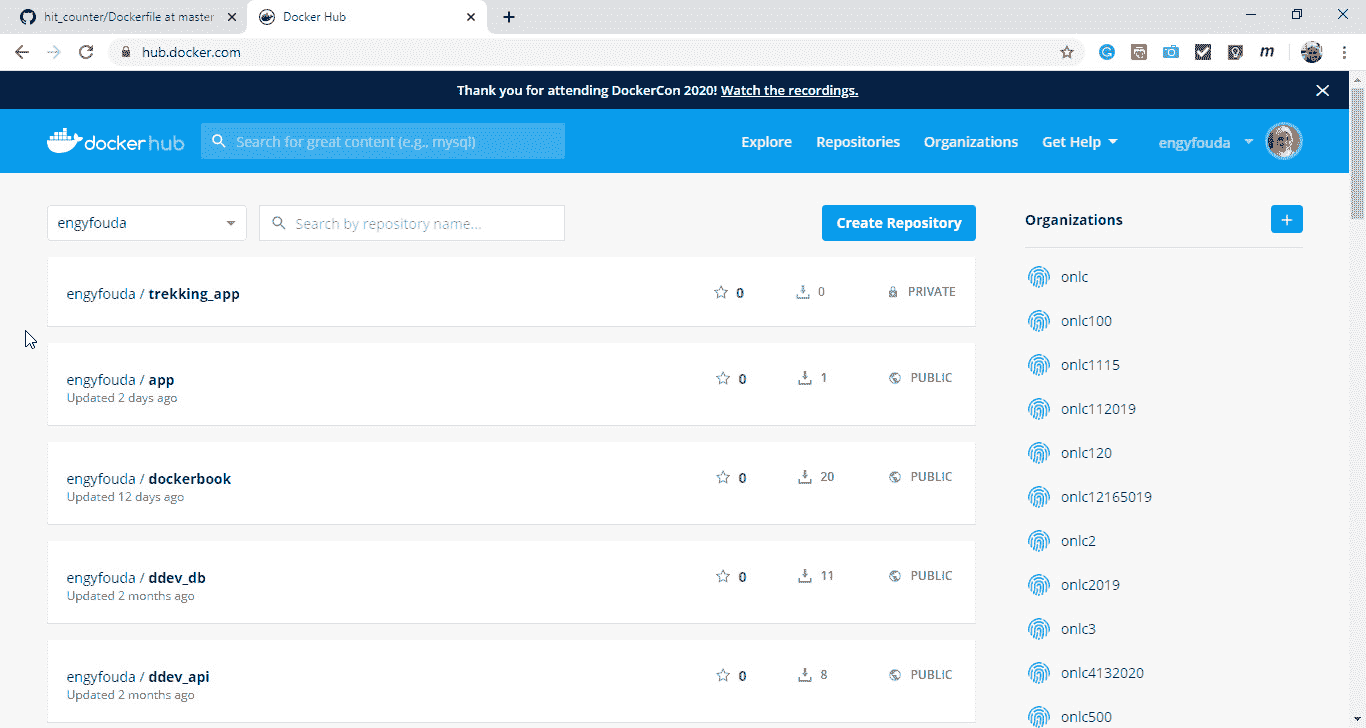 hit_counter/Dockerfile at master
Docker Hub
hub.docker.com
m
Thank you for attending DockerCon 2020! Watch the recordings.
docker hub
Search for great content (e.g., mysql)
Explore
Repositories
Organizations
Get Help
engyfouda
engyfouda
Search by repository name...
Create Repository
Organizations
engyfouda / trekking_app
0
0
PRIVATE
engyfouda / app
Updated 2 days ago
0
1
PUBLIC
engyfouda / dockerbook
Updated 12 days ago
0
20
PUBLIC
engyfouda / ddev_db
Updated 2 months ago
0
11
PUBLIC
engyfouda / ddev_api
Updated 2 months ago
0
8
PUBLIC
onlc
onlc100
onlc1115
onlc112019
onlc120
onlc12165019
onlc2
onlc2019
onlc3
onlc4132020
onlc500